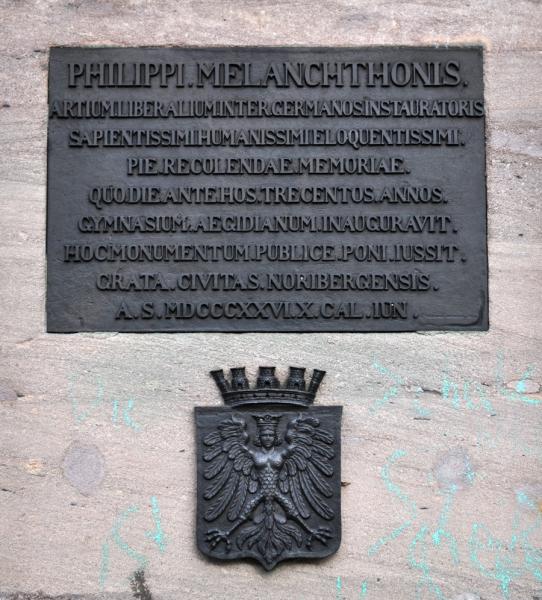 PHILIPPI.MELANCHTHONIS.
ARTIUM.LIBERALIUM.INTER.GERMANOS.INSTAURATORIS
SAPIENTISSIMI.HUMANISSIMI.ELOQUENTISSIMI.
PIE.RECOLENDAE.MEMORIAE.
QUO.DIE.ANTE.HOS.TRECENTOS.ANNOS.
GYMNASIUM.AEGIDIANUM.INAUGURAVIT.
HOC.MONUMENTUM.PUBLICE.PONI.IUSSIT.
GRATA.CIVITAS.NORIBERGENSIS.
A.S.MDCCCXXVI.X.CAL.IUN.